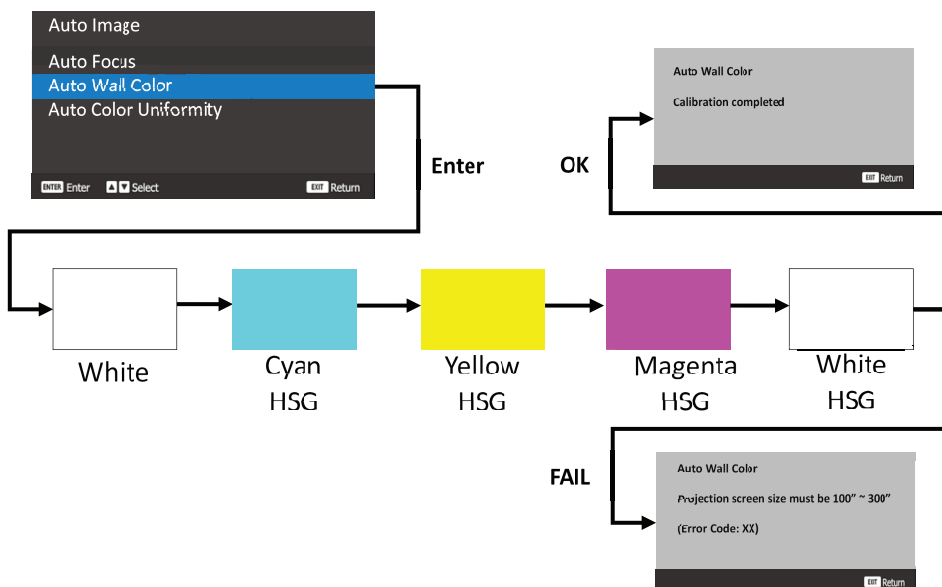 Auto Image
Auto Focus
Auto Wall Color
Auto Color Uniformity
ENTER Enter ▲ ▼ Select EXIT Return
Enter
OK
Auto Wall Color
Calibration completed
EXIT Return
White
Cyan
HSG
Yellow
HSG
Magenta
HSG
White
HSG
FAIL
Auto Wall Color
Projection screen size must be 100” ~ 300”
(Error Code: XX)
EXIT Return